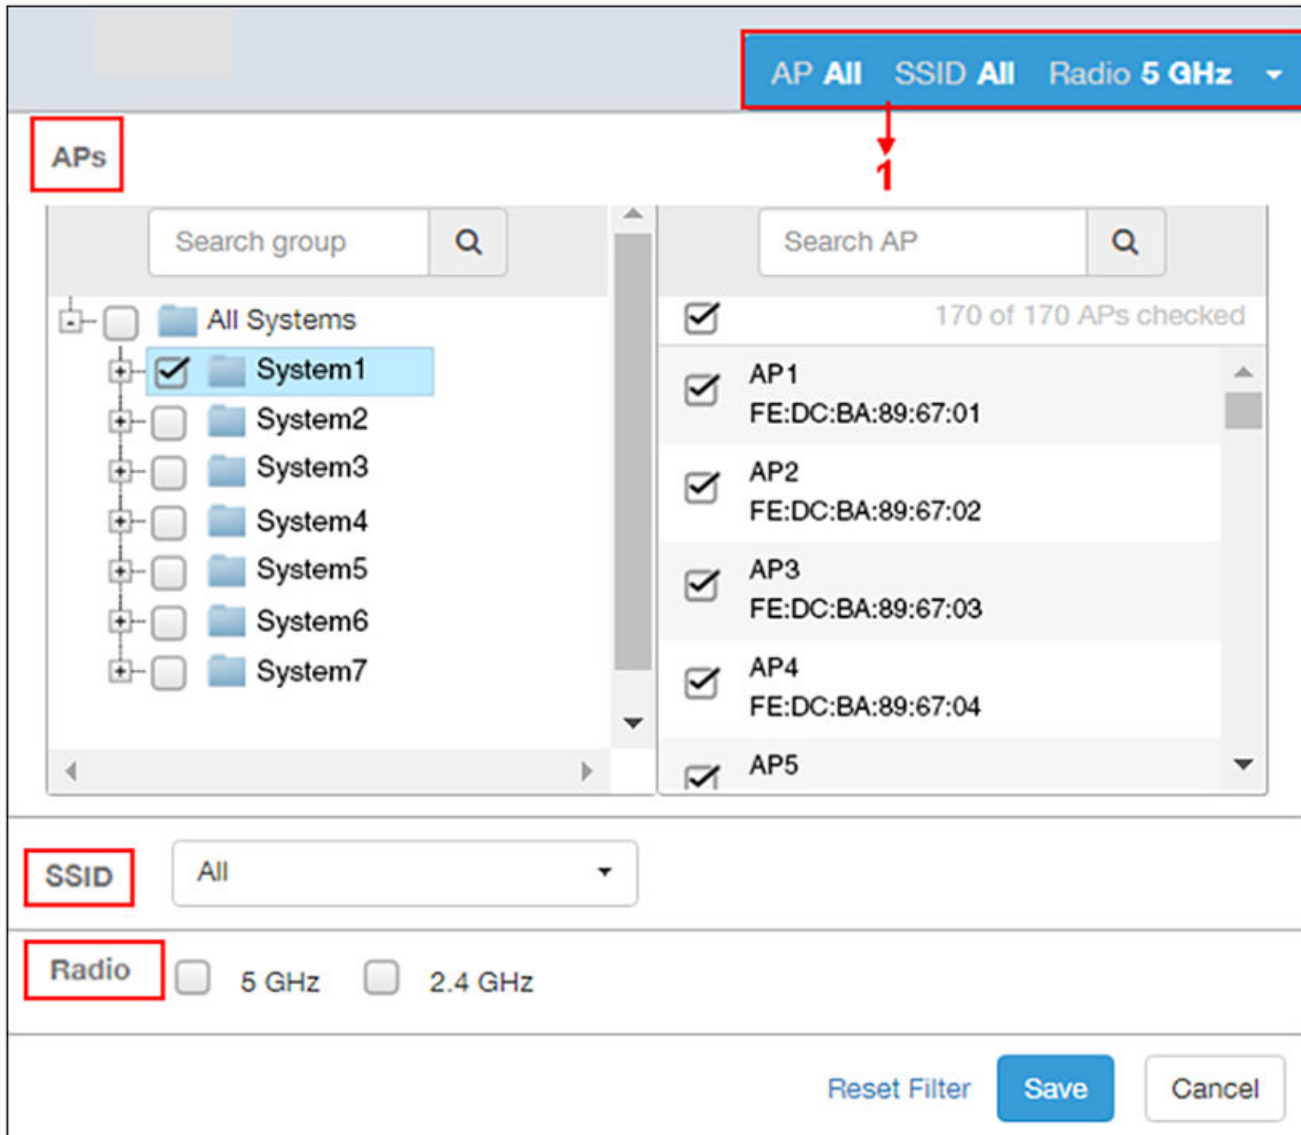 AP All SSID All Radio 5 GHz
1
APs
Search group
Search AP
All Systems
System1
System2
System3
System4
System5
System6
System7
170 of 170 APs checked
AP1
FE:DC:BA:89:67:01
AP2
FE:DC:BA:89:67:02
AP3
FE:DC:BA:89:67:03
AP4
FE:DC:BA:89:67:04
AP5
SSID All
Radio 5 GHz 2.4 GHz
Reset Filter Save Cancel